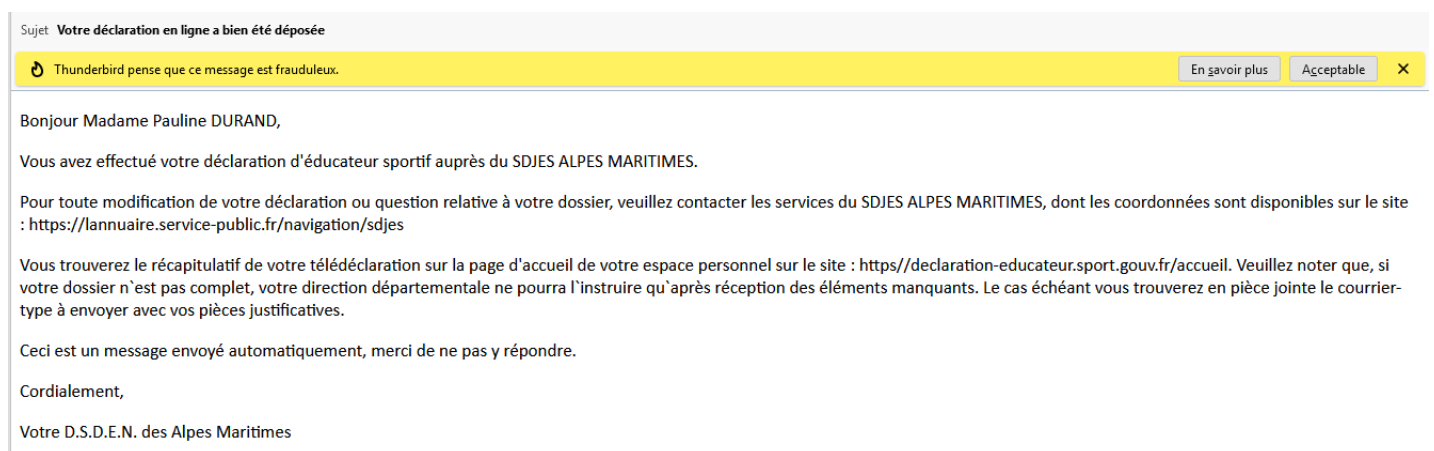 Sujet Votre déclaration en ligne a bien été déposée
Thunderbird pense que ce message est frauduleux. En savoir plus Acceptable
Bonjour Madame Pauline DURAND,
Vous avez effectué votre déclaration d'éducateur sportif auprès du SDJES ALPES MARITIMES.
Pour toute modification de votre déclaration ou question relative à votre dossier, veuillez contacter les services du SDJES ALPES MARITIMES, dont les coordonnées sont disponibles sur le site
: https://lannuaire.service-public.fr/navigation/sdjes
Vous trouverez le récapitulatif de votre télédéclaration sur la page d'accueil de votre espace personnel sur le site : https//declaration-educateur.sport.gouv.fr/accueil. Veuillez noter que, si
votre dossier n`est pas complet, votre direction départementale ne pourra l`instruire qu`après réception des éléments manquants. Le cas échéant vous trouverez en pièce jointe le courrier-
type à envoyer avec vos pièces justificatives.
Ceci est un message envoyé automatiquement, merci de ne pas y répondre.
Cordialement,
Votre D.S.D.E.N. des Alpes Maritimes